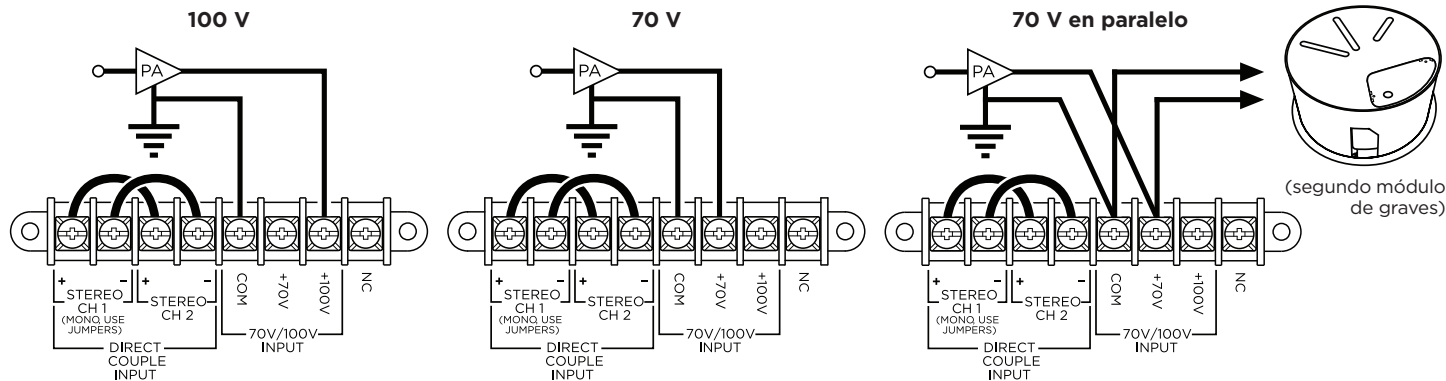 100 V
PA
+
-
+
-
STEREO
CH 1
(MONO, USE
JUMPERS)
STEREO
CH 2
COM
+70V
+100V
NC
DIRECT
COUPLE
INPUT
70V/100V
INPUT
70 V
PA
+
-
+
-
STEREO
CH 1
(MONO, USE
JUMPERS)
STEREO
CH 2
COM
+70V
+100V
NC
DIRECT
COUPLE
INPUT
70V/100V
INPUT
70 V en paralelo
PA
(segundo módulo
de graves)
+
-
+
-
STEREO
CH 1
(MONO, USE
JUMPERS)
STEREO
CH 2
COM
+70V
+100V
NC
DIRECT
COUPLE
INPUT
70V/100V
INPUT